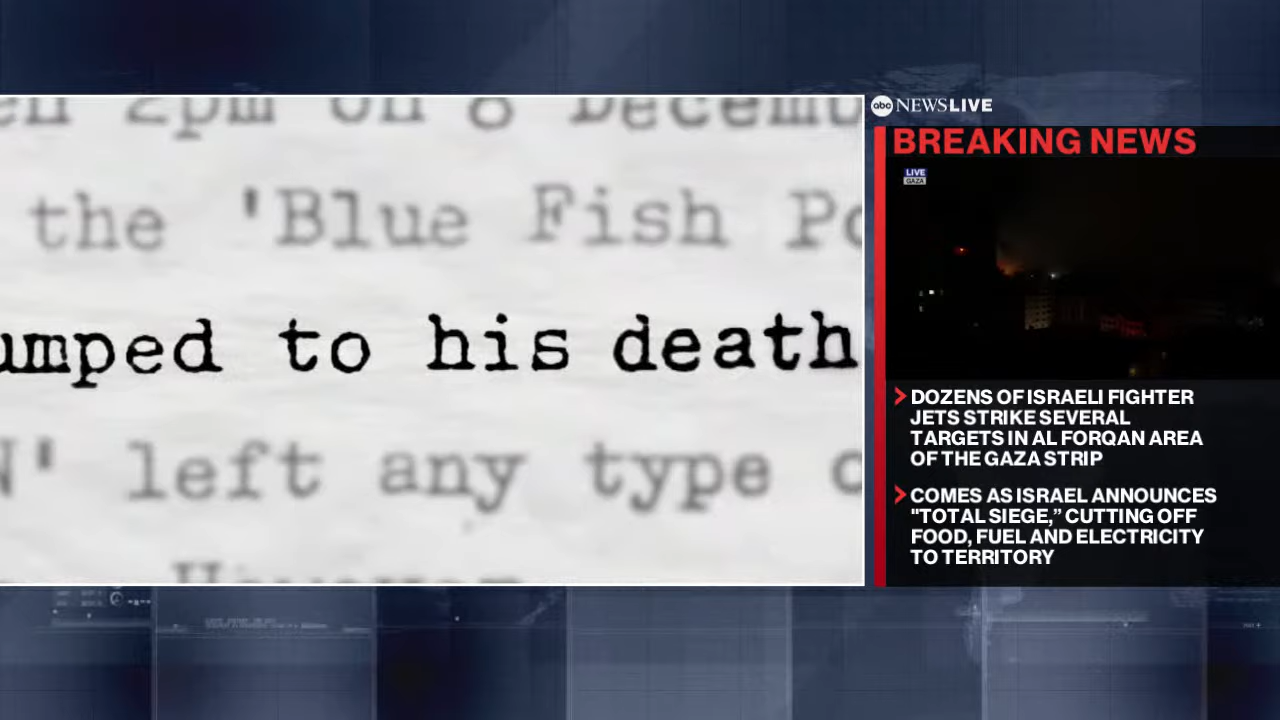 the 'Blue Fish
to his death
left any type
abc NEWS LIVE
BREAKING NEWS
LIVE
GAZA
DOZENS OF ISRAELI FIGHTER
JETS STRIKE SEVERAL
TARGETS IN AL FORQAN AREA
OF THE GAZA STRIP
COMES AS ISRAEL ANNOUNCES
"TOTAL SIEGE,” CUTTING OFF
FOOD, FUEL AND ELECTRICITY
TO TERRITORY